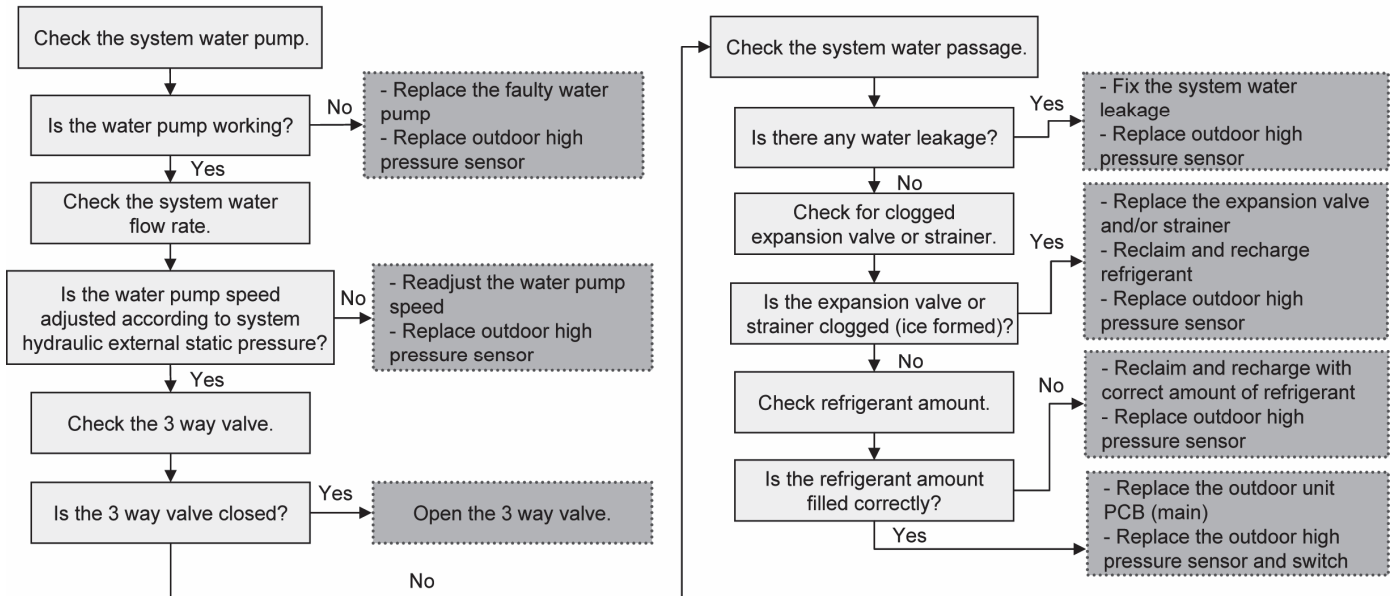 Check the system water pump.
Is the water pump working?
No
- Replace the faulty water
pump
- Replace outdoor high
pressure sensor
Yes
Check the system water
flow rate.
Is the water pump speed
adjusted according to system
hydraulic external static pressure?
No
- Readjust the water pump
speed
- Replace outdoor high
pressure sensor
Yes
Check the 3 way valve.
Is the 3 way valve closed?
Yes
Open the 3 way valve.
No
Check the system water passage.
Is there any water leakage?
Yes
- Fix the system water
leakage
- Replace outdoor high
pressure sensor
No
Check for clogged
expansion valve or strainer.
Is the expansion valve or
strainer clogged (ice formed)?
Yes
- Replace the expansion valve
and/or strainer
- Reclaim and recharge
refrigerant
- Replace outdoor high
pressure sensor
No
Check refrigerant amount.
Is the refrigerant amount
filled correctly?
No
- Reclaim and recharge with
correct amount of refrigerant
- Replace outdoor high
pressure sensor
Yes
- Replace the outdoor unit
PCB (main)
- Replace the outdoor high
pressure sensor and switch